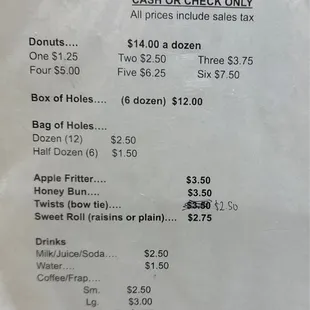 CASH OR CHECK ONLY
All prices include sales tax
Donuts.... $14.00 a dozen
One $1.25 Two $2.50 Three $3.75
Four $5.00 Five $6.25 Six $7.50
Box of Holes.... (6 dozen) $12.00
Bag of Holes....
Dozen (12) $2.50
Half Dozen (6) $1.50
Apple Fritter.... $3.50
Honey Bun.... $3.50
Twists (bow tie).... $3.50 $2.50
Sweet Roll (raisins or plain).... $2.75
Drinks
Milk/Juice/Soda.... $2.50
Water.... $1.50
Coffee/Frap....
Sm. $2.50
Lg. $3.00